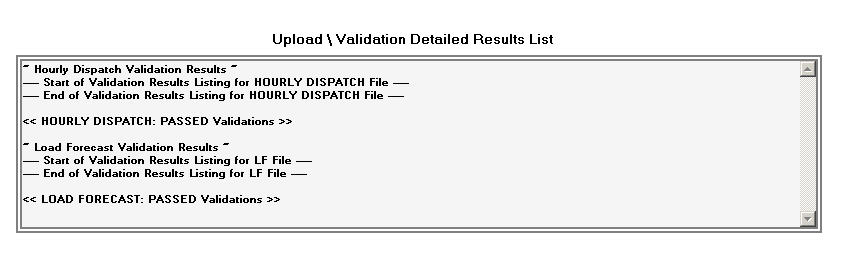 Upload \ Validation Detailed Results List
~ Hourly Dispatch Validation Results ~
--- Start of Validation Results Listing for HOURLY DISPATCH File ---
--- End of Validation Results Listing for HOURLY DISPATCH File ---
<< HOURLY DISPATCH: PASSED Validations >>
~ Load Forecast Validation Results ~
--- Start of Validation Results Listing for LF File ---
--- End of Validation Results Listing for LF File ---
<< LOAD FORECAST: PASSED Validations >>